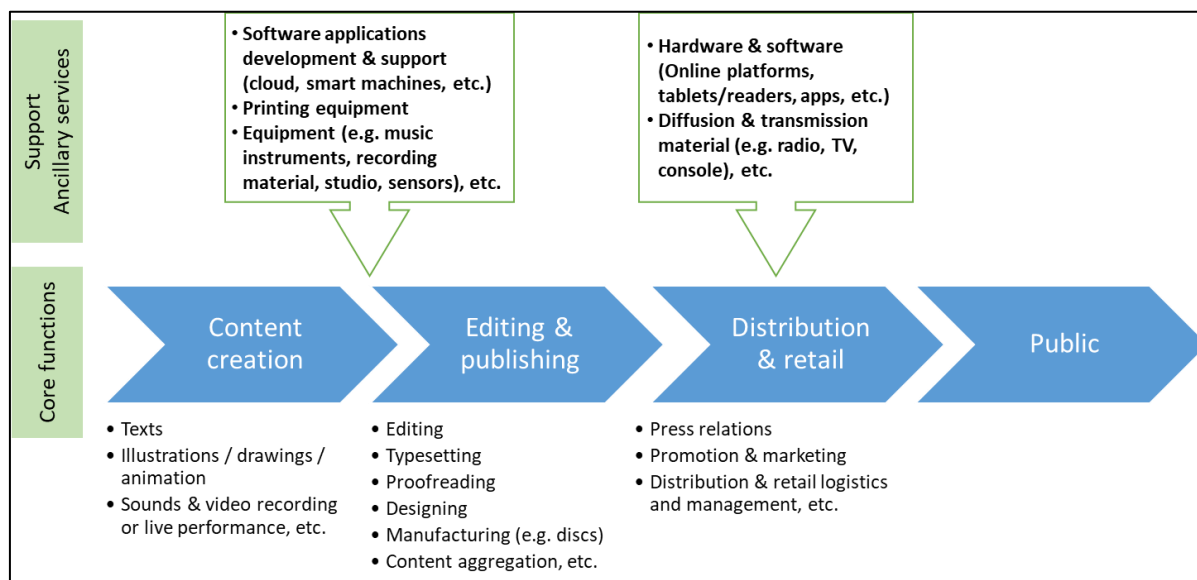 Support
Ancillary services
• Software applications
development & support
(cloud, smart machines, etc.)
• Printing equipment
• Equipment (e.g. music
instruments, recording
material, studio, sensors), etc.
• Hardware & software
(Online platforms,
tablets/readers, apps, etc.)
• Diffusion & transmission
material (e.g. radio, TV,
console), etc.
Core functions
Content
creation
Editing &
publishing
Distribution
& retail
Public
• Texts
• Illustrations / drawings /
animation
• Sounds & video recording
or live performance, etc.
• Editing
• Typesetting
• Proofreading
• Designing
• Manufacturing (e.g. discs)
• Content aggregation, etc.
• Press relations
• Promotion & marketing
• Distribution & retail logistics
and management, etc.